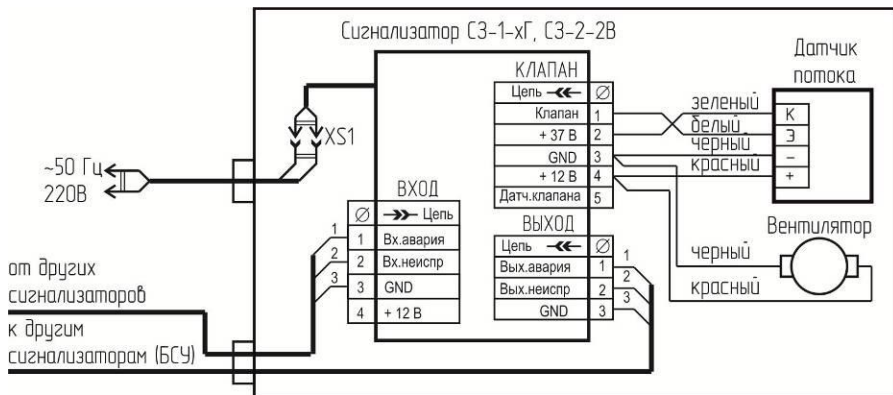 Сигнализатор СЗ-1-хГ, СЗ-2-2В
Датчик
потока
КЛАПАН
Цепь Ø
Клапан 1
+ 37 В 2
GND 3
+ 12 В 4
Датч.клапана 5
зеленый
белый
черный
красный
К
Э
–
+
XS1
~50 Гц
220В
ВХОД
Ø Цепь
1 Вх.авария
2 Вх.неиспр
3 GND
4 + 12 В
1
2
3
ВЫХОД
Цепь Ø
Вых.авария 1
Вых.неиспр 2
GND 3
1
2
3
Вентилятор
черный
красный
от других
сигнализаторов
к другим
сигнализаторам (БСУ)